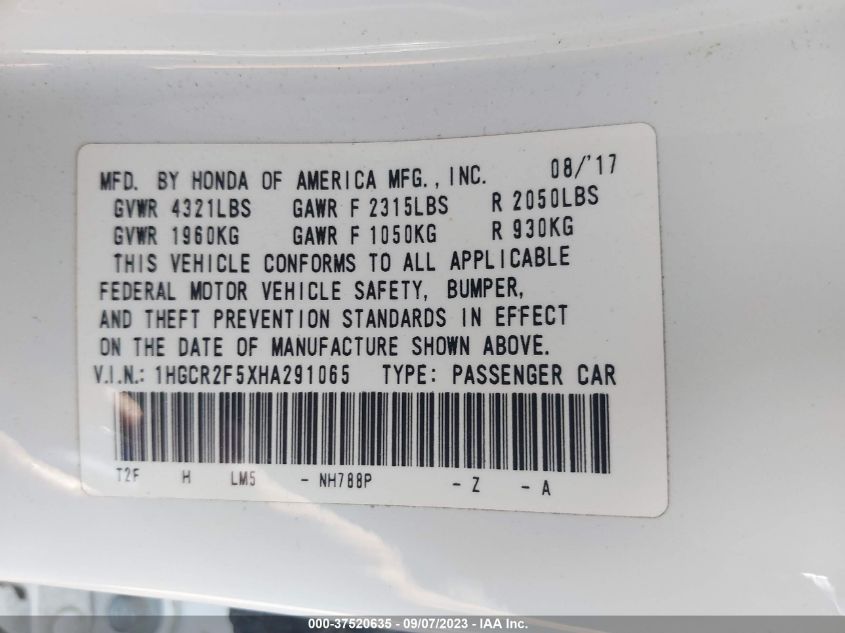 MFD. BY HONDA OF AMERICA MFG., INC. 08/'17
GVWR 4321LBS GAWR F 2315LBS R 2050LBS
GVWR 1960KG GAWR F 1050KG R 930KG
THIS VEHICLE CONFORMS TO ALL APPLICABLE
FEDERAL MOTOR VEHICLE SAFETY, BUMPER,
AND THEFT PREVENTION STANDARDS IN EFFECT
ON THE DATE OF MANUFACTURE SHOWN ABOVE.
V.I.N.: 1HGCR2F5XHA291065 TYPE: PASSENGER CAR
T2F H LM5 - NH788P - Z - A
000-37520635 - 09/07/2023 - IAA Inc.